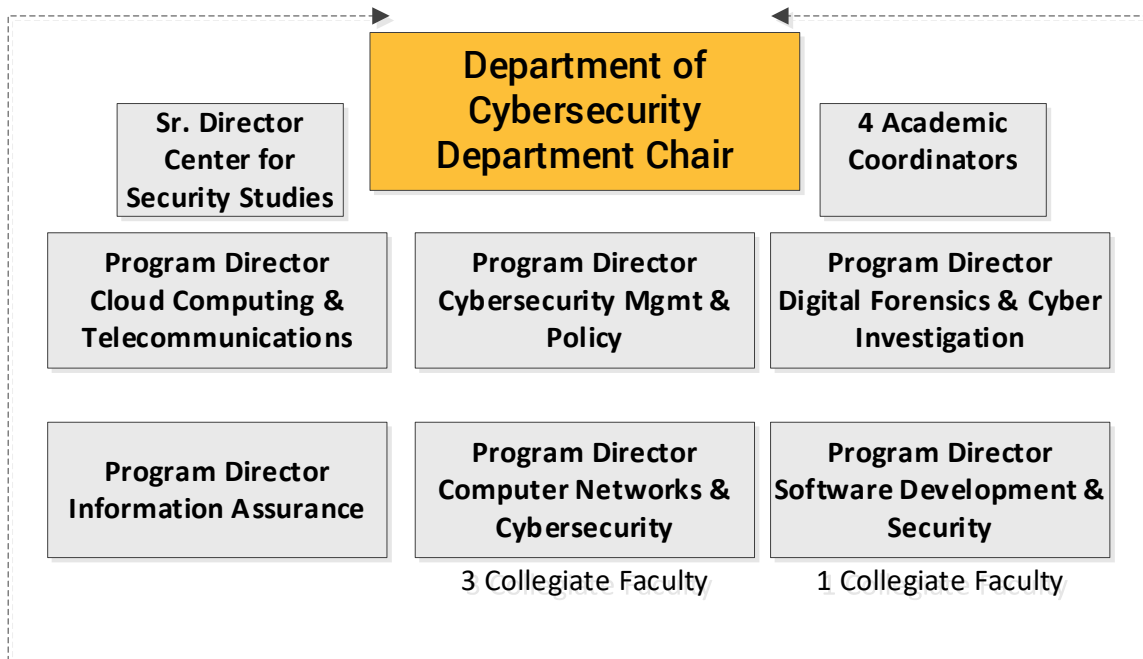 Department of
Cybersecurity
Department Chair
Sr. Director
Center for
Security Studies
4 Academic
Coordinators
Program Director
Cloud Computing &
Telecommunications
Program Director
Cybersecurity Mgmt &
Policy
Program Director
Digital Forensics & Cyber
Investigation
Program Director
Information Assurance
Program Director
Computer Networks &
Cybersecurity
3 Collegiate Faculty
Program Director
Software Development &
Security
1 Collegiate Faculty